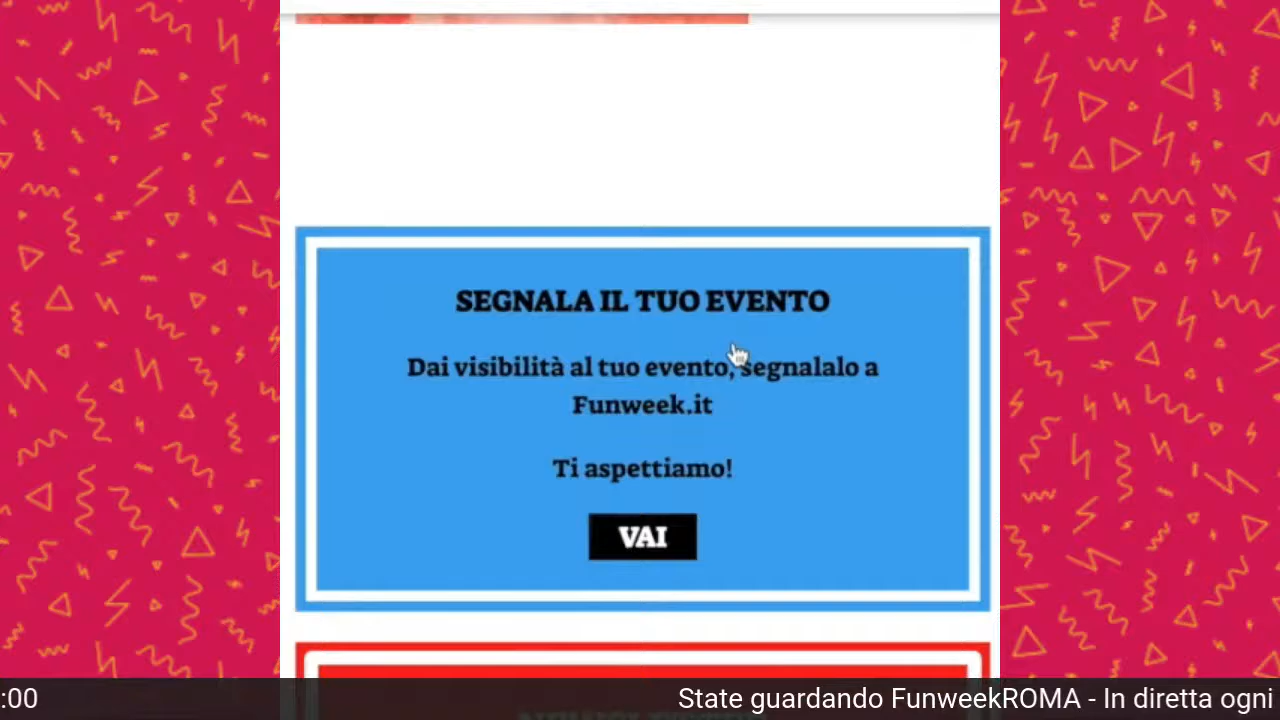 SEGNALA IL TUO EVENTO
Dai visibilità al tuo evento, segnalalo a
Funweek.it
Ti aspettiamo!
VAI
:00 State guardando FunweekROMA - In diretta ogni